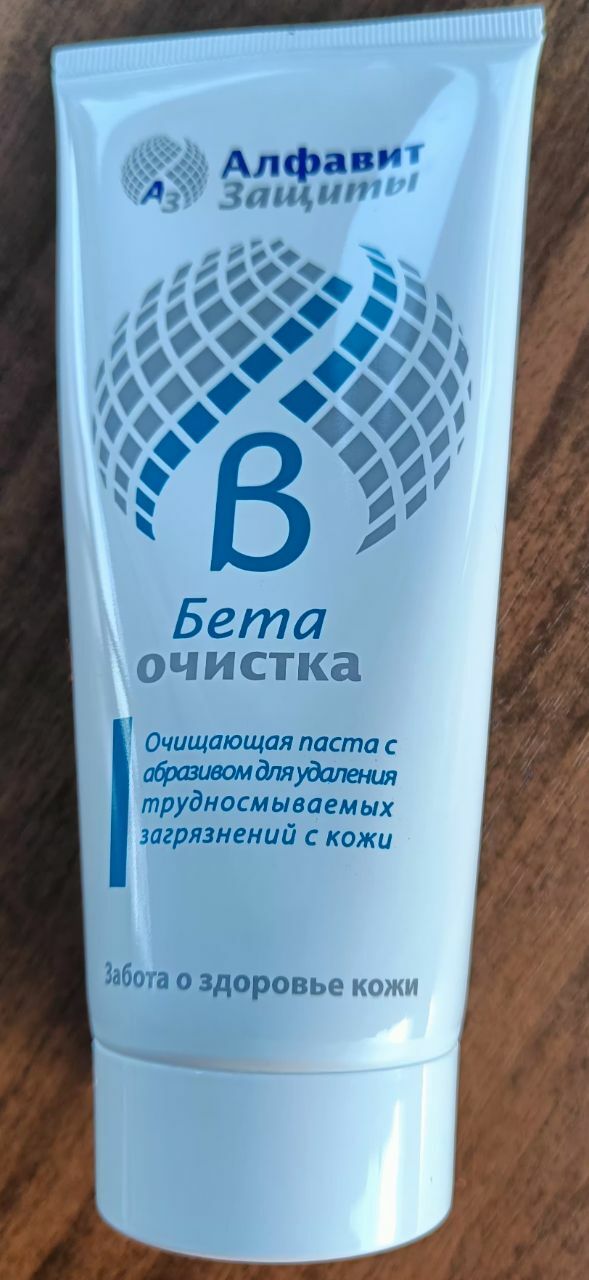 АЗ
Алфавит
Защиты
β
Бета
очистка
Очищающая паста с
абразивом для удаления
трудносмываемых
загрязнений с кожи
Забота о здоровье кожи